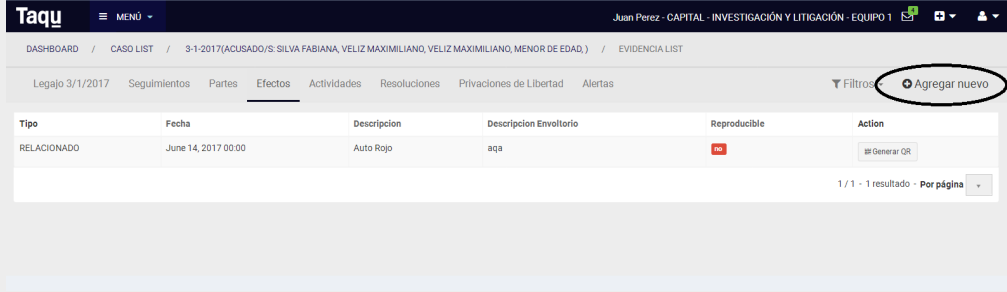 Taqu MENÚ Juan Perez - CAPITAL - INVESTIGACIÓN Y LITIGACIÓN - EQUIPO 1 4
DASHBOARD / CASO LIST / 3-1-2017(ACUSADO/S: SILVA FABIANA, VELIZ MAXIMILIANO, VELIZ MAXIMILIANO, MENOR DE EDAD, ) / EVIDENCIA LIST
Legajo 3/1/2017 Seguimientos Partes Efectos Actividades Resoluciones Privaciones de Libertad Alertas Filtros Agregar nuevo
Tipo Fecha Descripcion Descripcion Envoltorio Reproducible Action
RELACIONADO June 14, 2017 00:00 Auto Rojo aqa no Generar QR
1 / 1 - 1 resultado - Por página